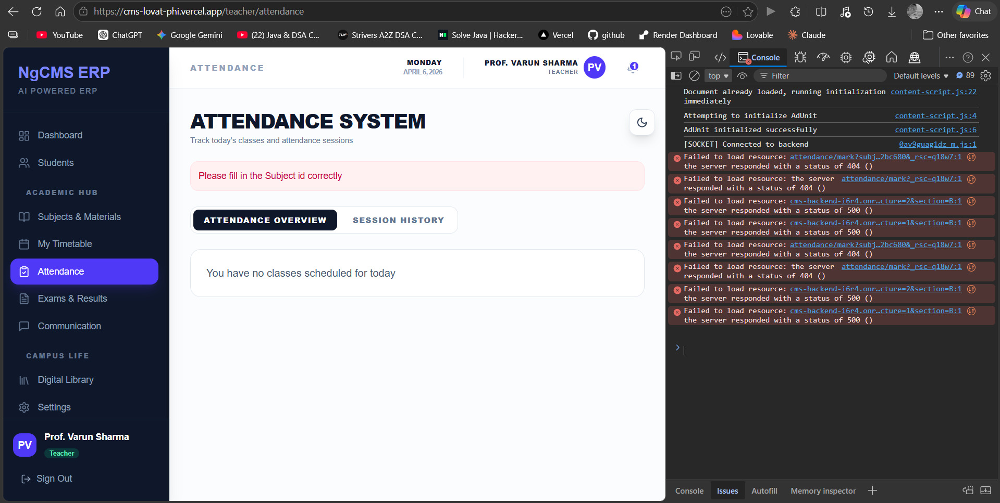 https://cms-lovat-phi.vercel.app/teacher/attendance
Chat
YouTube
ChatGPT
Google Gemini
(22) Java & DSA C...
TUF
Strivers A2Z DSA C...
Solve Java | Hacker...
Vercel
github
Render Dashboard
Lovable
Claude
Other favorites
NgCMS ERP
AI POWERED ERP
Dashboard
Students
ACADEMIC HUB
Subjects & Materials
My Timetable
Attendance
Exams & Results
Communication
CAMPUS LIFE
Digital Library
Settings
PV
Prof. Varun Sharma
Teacher
Sign Out
ATTENDANCE
MONDAY
APRIL 6, 2026
PROF. VARUN SHARMA
TEACHER
PV
1
ATTENDANCE SYSTEM
Track today's classes and attendance sessions
Please fill in the Subject id correctly
ATTENDANCE OVERVIEW
SESSION HISTORY
You have no classes scheduled for today
Console
top
Filter
Default levels
89
Document already loaded, running initialization content-script.js:22
immediately
Attempting to initialize AdUnit content-script.js:4
AdUnit initialized successfully content-script.js:6
[SOCKET] Connected to backend 0av9guag1dz_m.js:1
Failed to load resource: attendance/mark?subj…2bc680&_rsc=q18w7:1
the server responded with a status of 404 ()
Failed to load resource: the server attendance/mark?_rsc=q18w7:1
responded with a status of 404 ()
Failed to load resource: cms-backend-i6r4.onr…cture=2&section=B:1
the server responded with a status of 500 ()
Failed to load resource: cms-backend-i6r4.onr…cture=1&section=B:1
the server responded with a status of 500 ()
Failed to load resource: attendance/mark?subj…2bc680&_rsc=q18w7:1
the server responded with a status of 404 ()
Failed to load resource: the server attendance/mark?_rsc=q18w7:1
responded with a status of 404 ()
Failed to load resource: cms-backend-i6r4.onr…cture=2&section=B:1
the server responded with a status of 500 ()
Failed to load resource: cms-backend-i6r4.onr…cture=1&section=B:1
the server responded with a status of 500 ()
Console
Issues
Autofill
Memory inspector